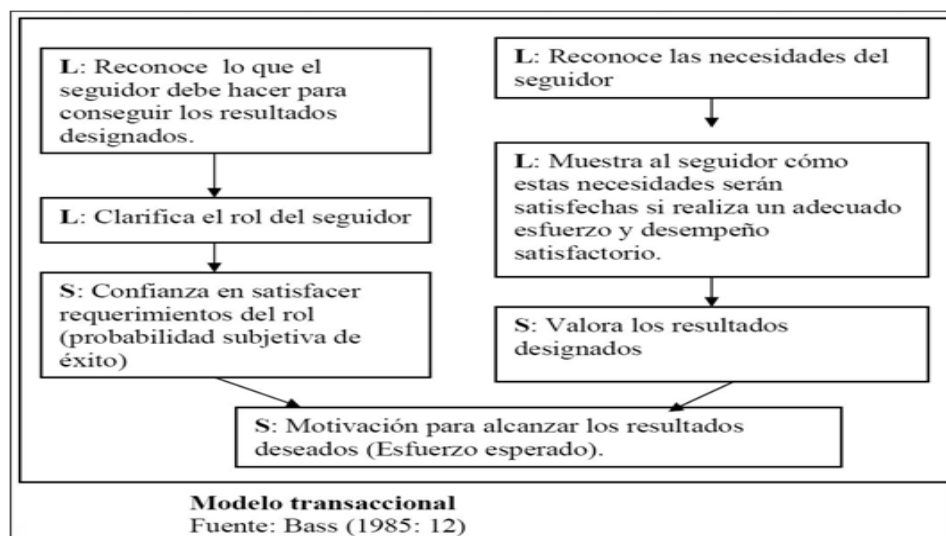 L: Reconoce lo que el
seguidor debe hacer para
conseguir los resultados
designados.
L: Clarifica el rol del seguidor
S: Confianza en satisfacer
requerimientos del rol
(probabilidad subjetiva de
éxito)
L: Reconoce las necesidades del
seguidor
L: Muestra al seguidor cómo
estas necesidades serán
satisfechas si realiza un adecuado
esfuerzo y desempeño
satisfactorio.
S: Valora los resultados
designados
S: Motivación para alcanzar los resultados
deseados (Esfuerzo esperado).
Modelo transaccional
Fuente: Bass (1985: 12)